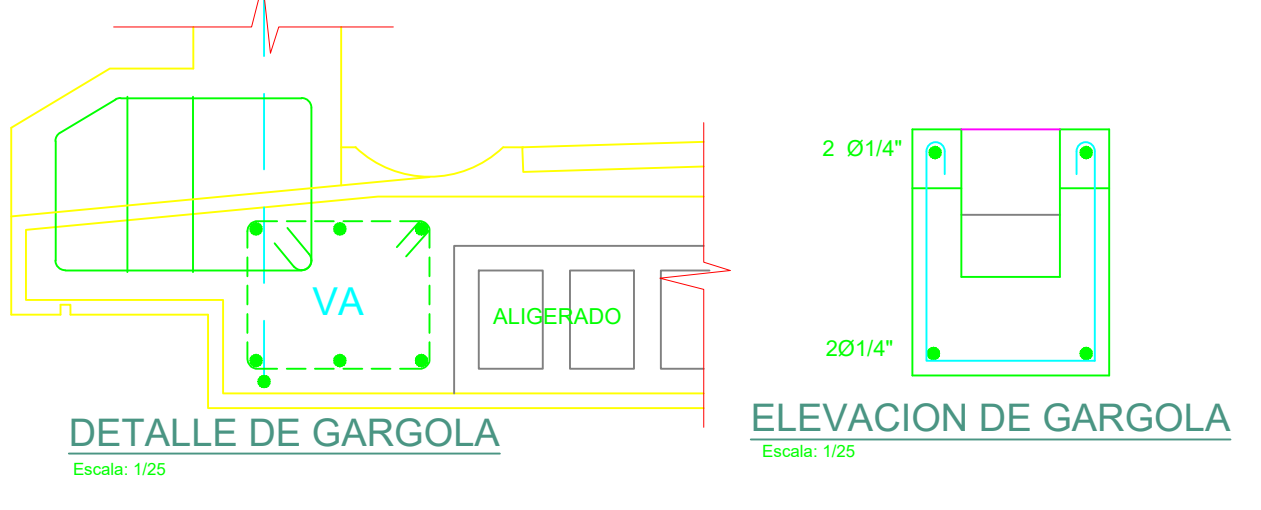 2 Ø1/4"
VA
ALIGERADO
2Ø1/4"
DETALLE DE GARGOLA
Escala: 1/25
ELEVACION DE GARGOLA
Escala: 1/25